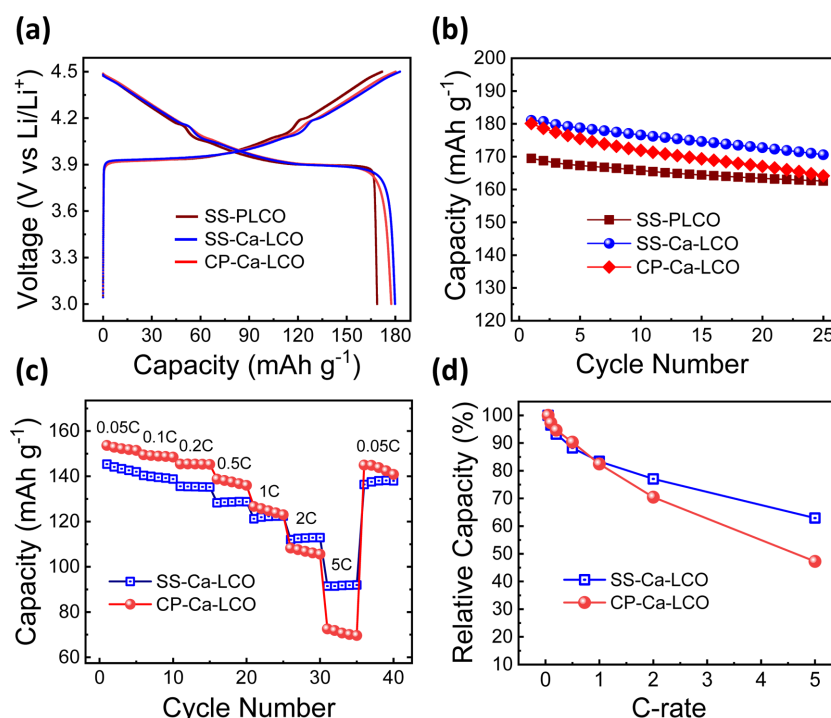 (a)
4.5
4.2
3.9
3.6
3.3
3.0
Voltage (V vs Li/Li⁺)
SS-PLCO
SS-Ca-LCO
CP-Ca-LCO
0 30 60 90 120 150 180
Capacity (mAh g⁻¹)
(b)
200
190
180
170
160
150
140
130
120
Capacity (mAh g⁻¹)
SS-PLCO
SS-Ca-LCO
CP-Ca-LCO
0 5 10 15 20 25
Cycle Number
(c)
160
140
120
100
80
60
Capacity (mAh g⁻¹)
0.05C
0.1C
0.2C
0.5C
1C
2C
5C
0.05C
SS-Ca-LCO
CP-Ca-LCO
0 10 20 30 40
Cycle Number
(d)
100
90
80
70
60
50
40
30
20
10
Relative Capacity (%)
SS-Ca-LCO
CP-Ca-LCO
0 1 2 3 4 5
C-rate